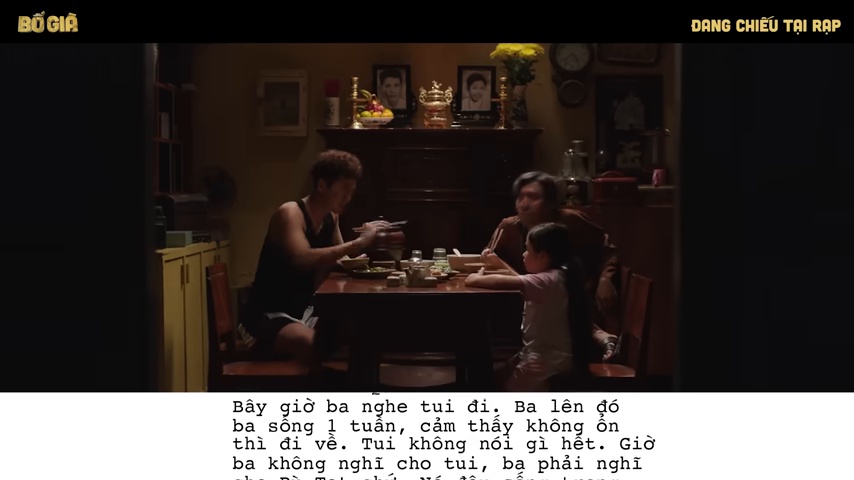 BỐ GIÀ
ĐANG CHIẾU TẠI RẠP
Bây giờ ba nghe tui đi. Ba lên đó
ba sống 1 tuần, cảm thấy không ổn
thì đi về. Tui không nói gì hết. Giờ
ba không nghĩ cho tui, ba phải nghĩ